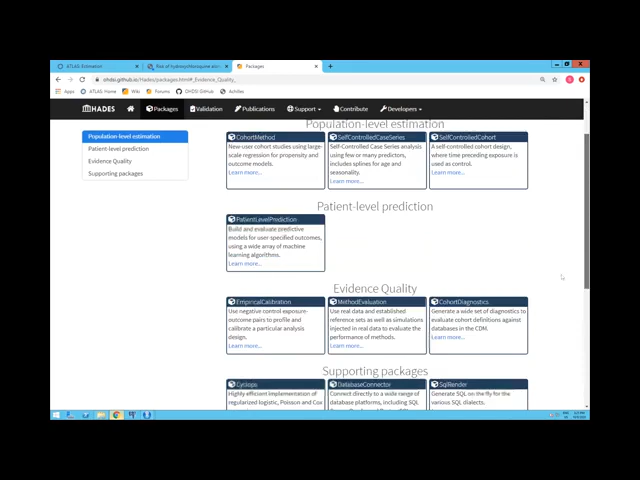 ATLAS: Estimation
Risk of hydroxychloroquine alon
Packages
ohdsi.github.io/Hades/packages.html#_Evidence_Quality_
Apps ATLAS: Home Wiki Forums OHDSI GitHub Achilles
HADES Packages Validation Publications Support Contribute Developers
Population-level estimation
Patient-level prediction
Evidence Quality
Supporting packages
Population-level estimation
CohortMethod
New-user cohort studies using large-
scale regression for propensity and
outcome models.
Learn more...
SelfControlledCaseSeries
Self-Controlled Case Series analysis
using few or many predictors,
includes splines for age and
seasonality.
Learn more...
SelfControlledCohort
A self-controlled cohort design,
where time preceding exposure is
used as control.
Learn more...
Patient-level prediction
PatientLevelPrediction
Build and evaluate predictive
models for user-specified outcomes,
using a wide array of machine
learning algorithms.
Learn more...
Evidence Quality
EmpiricalCalibration
Use negative control exposure-
outcome pairs to profile and
calibrate a particular analysis
design.
Learn more...
MethodEvaluation
Use real data and established
reference sets as well as simulations
injected in real data to evaluate the
performance of methods.
Learn more...
CohortDiagnostics
Generate a wide set of diagnostics to
evaluate cohort definitions against
databases in the CDM.
Learn more...
Supporting packages
Cyclops
Highly efficient implementation of
regularized logistic, Poisson and Cox
DatabaseConnector
Connect directly to a wide range of
database platforms, including SQL
SqlRender
Generate SQL on the fly for the
various SQL dialects.